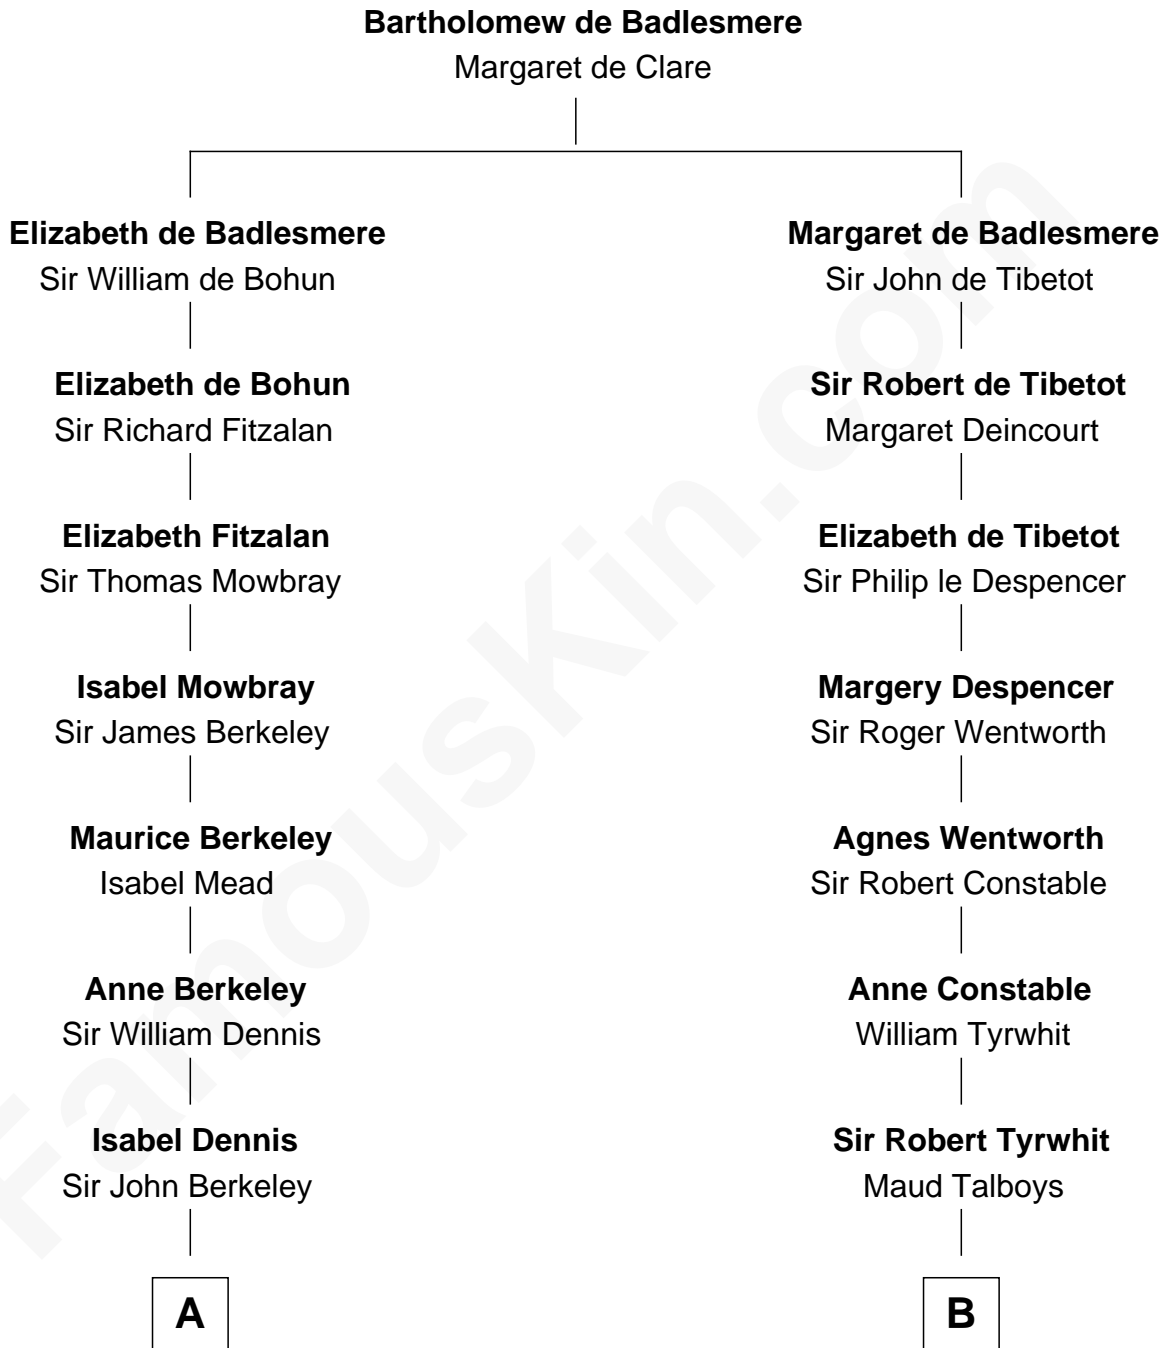 Bartholomew de Badlesmere
Margaret de Clare
Elizabeth de Badlesmere
Sir William de Bohun
Margaret de Badlesmere
Sir John de Tibetot
Elizabeth de Bohun
Sir Richard Fitzalan
Sir Robert de Tibetot
Margaret Deincourt
Elizabeth Fitzalan
Sir Thomas Mowbray
Elizabeth de Tibetot
Sir Philip le Despencer
Isabel Mowbray
Sir James Berkeley
Margery Despencer
Sir Roger Wentworth
Maurice Berkeley
Isabel Mead
Agnes Wentworth
Sir Robert Constable
Anne Berkeley
Sir William Dennis
Anne Constable
William Tyrwhit
Isabel Dennis
Sir John Berkeley
Sir Robert Tyrwhit
Maud Talboys
A
B
FamousKin.com